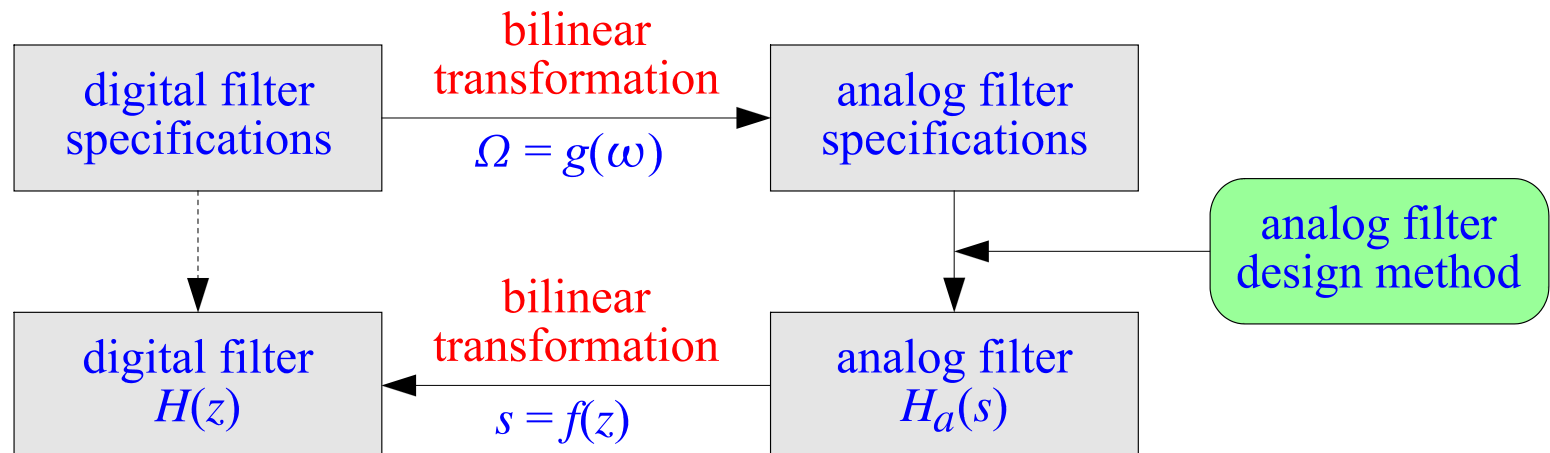 digital filter
specifications
bilinear
transformation
Ω = g(ω)
analog filter
specifications
analog filter
design method
digital filter
H(z)
bilinear
transformation
s = f(z)
analog filter
Hₐ(s)